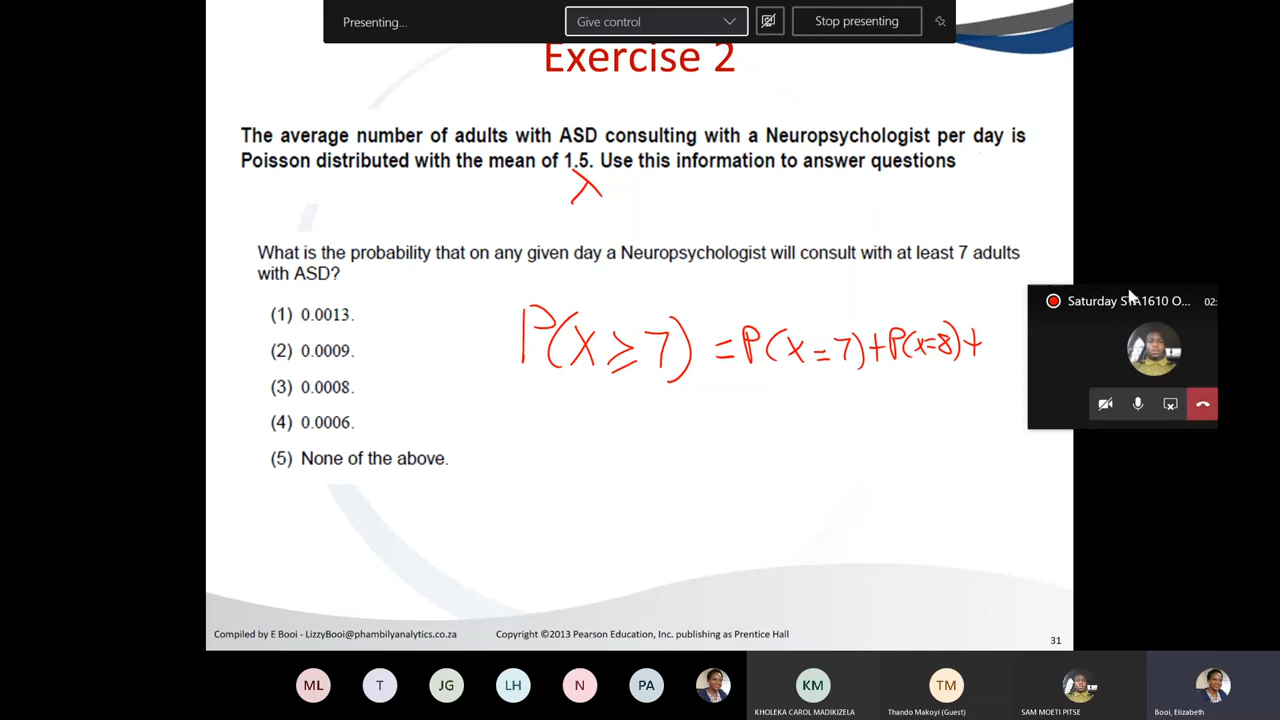 Presenting...
Give control
Stop presenting
Exercise 2
The average number of adults with ASD consulting with a Neuropsychologist per day is
Poisson distributed with the mean of 1.5. Use this information to answer questions
λ
What is the probability that on any given day a Neuropsychologist will consult with at least 7 adults
with ASD?
(1) 0.0013.
(2) 0.0009.
(3) 0.0008.
(4) 0.0006.
(5) None of the above.
P(X ≥ 7) = P(X = 7) + P(x=8) +
Saturday STA1610 O...
02:
Compiled by E Booi - LizzyBooi@phambilyanalytics.co.za
Copyright ©2013 Pearson Education, Inc. publishing as Prentice Hall
31
ML
T
JG
LH
N
PA
KM
KHOLEKA CAROL MADIKIZELA
TM
Thando Makoyi (Guest)
SAM MOETI PITSE
Booi, Elizabeth